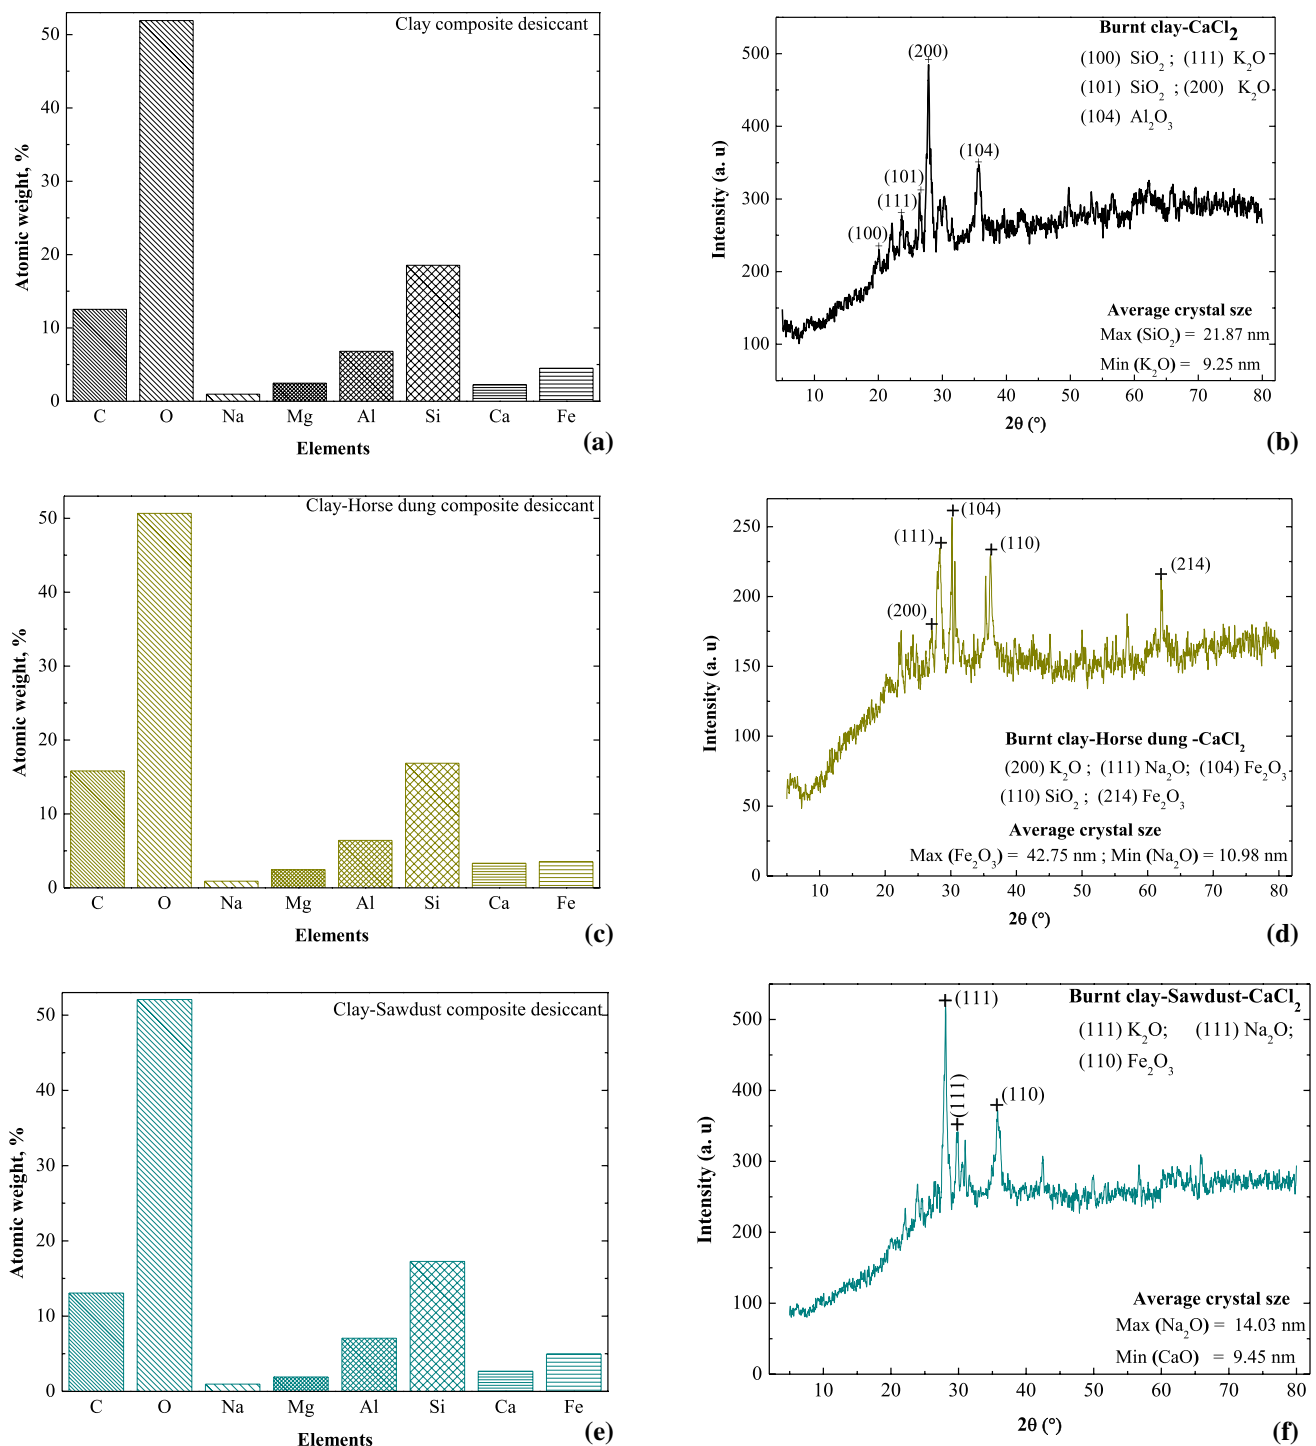 Clay composite desiccant
Atomic weight, %
50
40
30
20
10
0
C O Na Mg Al Si Ca Fe
Elements
(a)
Burnt clay-CaCl2
(100) SiO2 ; (111) K2O
(101) SiO2 ; (200) K2O
(104) Al2O3
(200)
(104)
(101)
(111)
(100)
Intensity (a. u)
500
400
300
200
100
Average crystal sze
Max (SiO2) = 21.87 nm
Min (K2O) = 9.25 nm
10 20 30 40 50 60 70 80
2θ (°)
(b)
Clay-Horse dung composite desiccant
Atomic weight, %
50
40
30
20
10
0
C O Na Mg Al Si Ca Fe
Elements
(c)
(104)
(111)
(110)
(214)
(200)
Intensity (a. u)
250
200
150
100
50
0
Burnt clay-Horse dung -CaCl2
(200) K2O ; (111) Na2O; (104) Fe2O3
(110) SiO2 ; (214) Fe2O3
Average crystal size
Max (Fe2O3) = 42.75 nm ; Min (Na2O) = 10.98 nm
10 20 30 40 50 60 70 80
2θ (°)
(d)
Clay-Sawdust composite desiccant
Atomic weight, %
50
40
30
20
10
0
C O Na Mg Al Si Ca Fe
Elements
(e)
Burnt clay-Sawdust-CaCl2
(111) K2O; (111) Na2O;
(110) Fe2O3
(111)
(111)
(110)
Intensity (a. u)
500
400
300
200
100
0
Average crystal sze
Max (Na2O) = 14.03 nm
Min (CaO) = 9.45 nm
10 20 30 40 50 60 70 80
2θ (°)
(f)